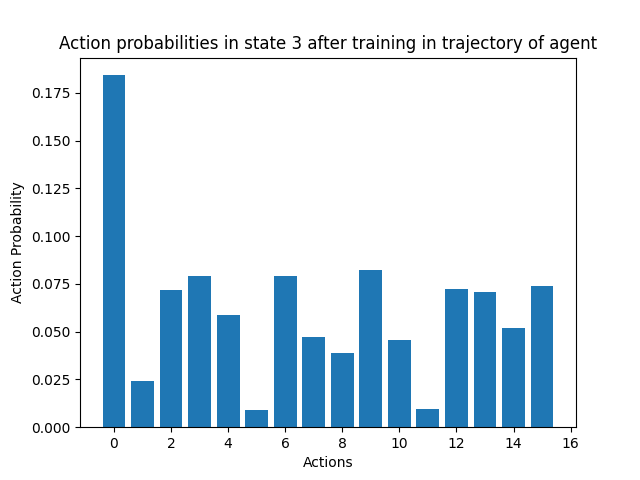 Action probabilities in state 3 after training in trajectory of agent
0.175
0.150
0.125
0.100
0.075
0.050
0.025
0.000
Action Probability
0 2 4 6 8 10 12 14 16
Actions